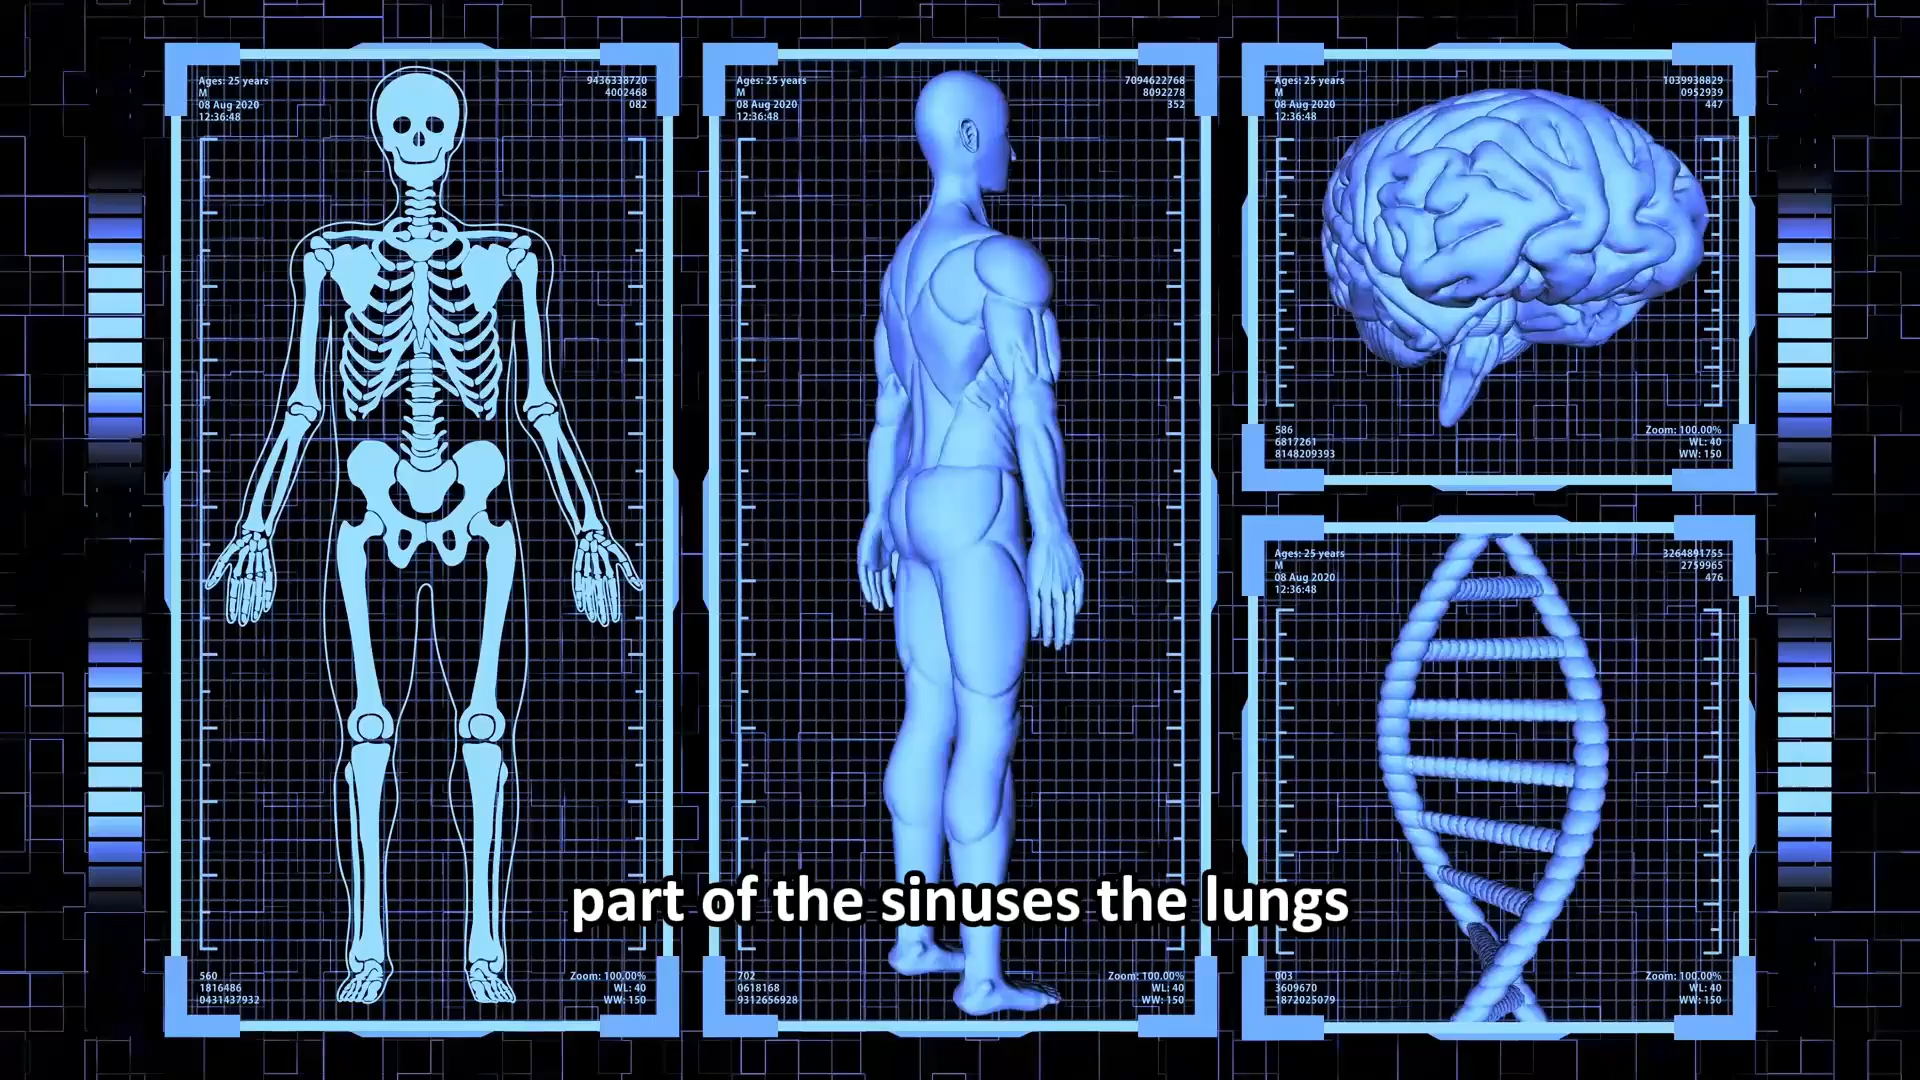 Ages: 25 years
M
08 Aug 2020
12:36:48
9436338720
4002468
082
560
1816486
0431437932
Zoom: 100.00%
WL: 40
WW: 150
Ages: 25 years
M
08 Aug 2020
12:36:48
7094622768
8092278
352
702
0618168
9312656928
Zoom: 100.00%
WL: 40
WW: 150
Ages: 25 years
M
08 Aug 2020
12:36:48
1039938829
0952939
447
586
6817261
8148209393
Zoom: 100.00%
WL: 40
WW: 150
Ages: 25 years
M
08 Aug 2020
12:36:48
3264891755
2759965
476
003
3609670
1872025079
Zoom: 100.00%
WL: 40
WW: 150
part of the sinuses the lungs